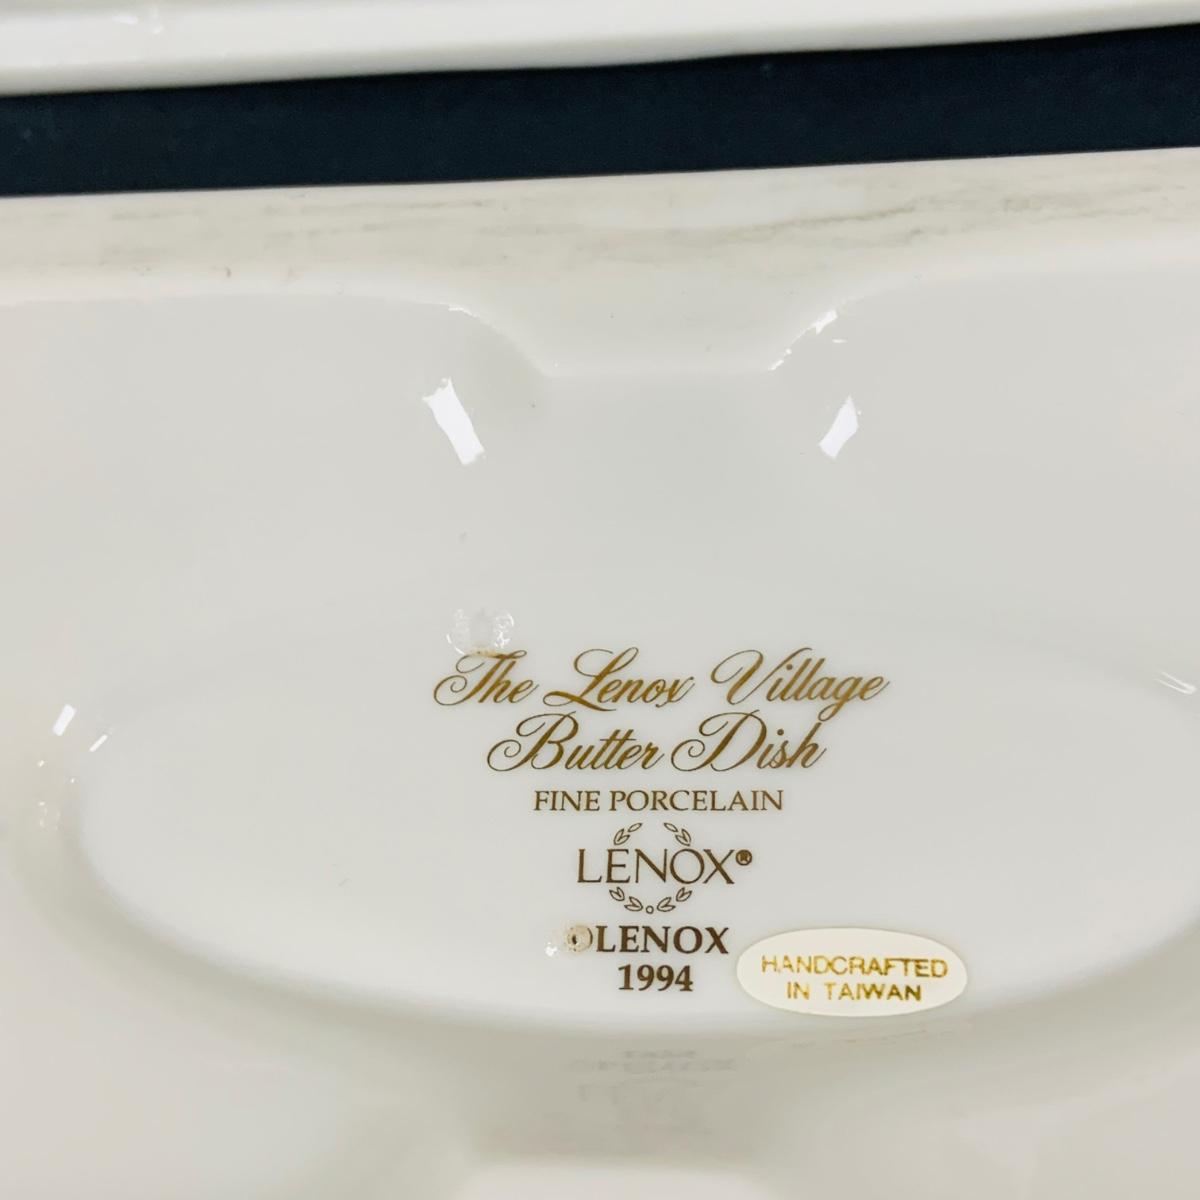 The Lenox Village
Butter Dish
FINE PORCELAIN
LENOX®
©LENOX
1994
HANDCRAFTED
IN TAIWAN